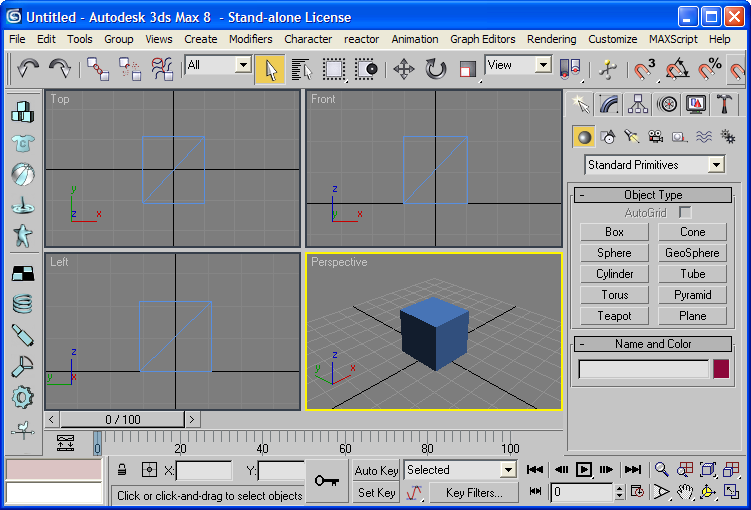 Untitled - Autodesk 3ds Max 8 - Stand-alone License
File Edit Tools Group Views Create Modifiers Character reactor Animation Graph Editors Rendering Customize MAXScript Help
All View 3 %
Top Front
y z
x x
Standard Primitives
Object Type
AutoGrid
Box Cone
Sphere GeoSphere
Cylinder Tube
Torus Pyramid
Teapot Plane
Left Perspective
z z
y x y x
Name and Color
0 / 100
0 20 40 60 80 100
X: Y: Auto Key Selected
Click or click-and-drag to select objects Set Key Key Filters... 0